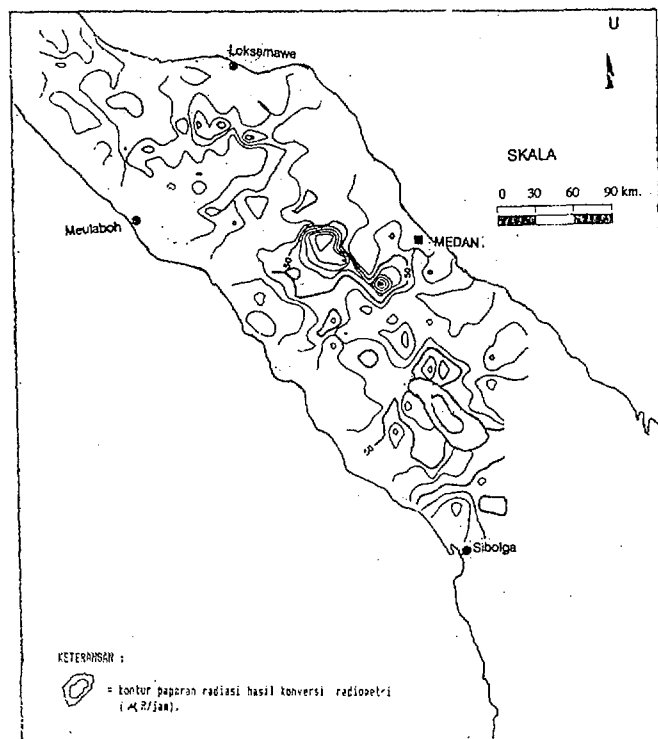 U
Loksemawe
SKALA
0 30 60 90 km.
Meulaboh
MEDAN
50
50
50
Sibolga
KETERANGAN :
= kontur paparan radiasi hasil konversi radiometri
(μR/jam).